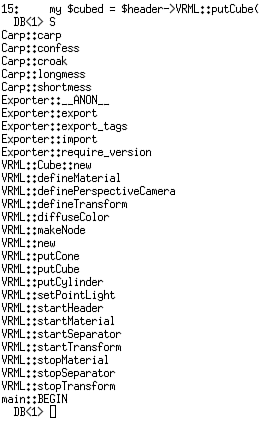 15:     my $cubed = $header->VRML::putCube(
  DB<1> S
Carp::carp
Carp::confess
Carp::croak
Carp::longmess
Carp::shortmess
Exporter::__ANON__
Exporter::export
Exporter::export_tags
Exporter::import
Exporter::require_version
VRML::Cube::new
VRML::defineMaterial
VRML::definePerspectiveCamera
VRML::defineTransform
VRML::diffuseColor
VRML::makeNode
VRML::new
VRML::putCone
VRML::putCube
VRML::putCylinder
VRML::setPointLight
VRML::startHeader
VRML::startMaterial
VRML::startSeparator
VRML::startTransform
VRML::stopMaterial
VRML::stopSeparator
VRML::stopTransform
main::BEGIN
  DB<1>